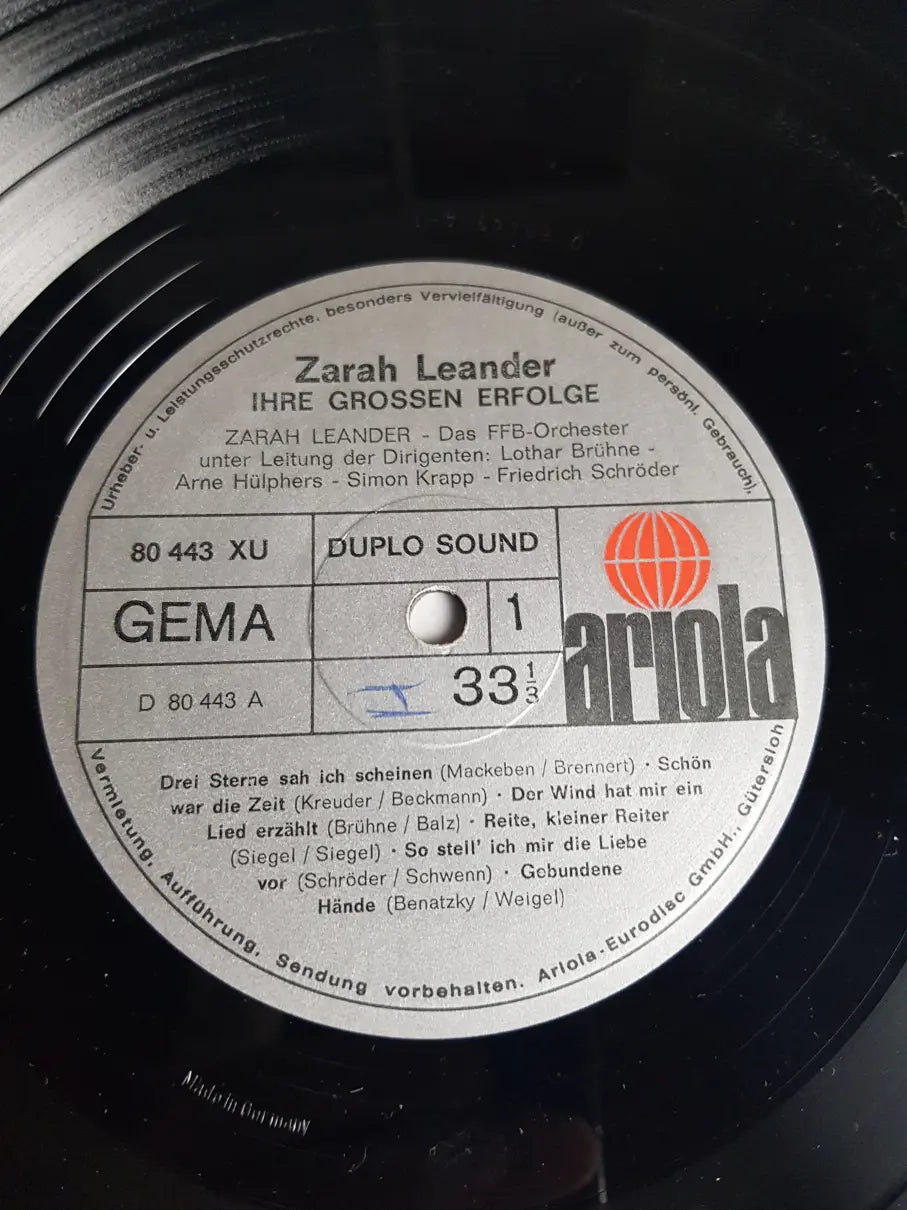 Urheber- u. Leistungsschutzrechte, besonders Vervielfältigung (außer zum persönl. Gebrauch),
Zarah Leander
IHRE GROSSEN ERFOLGE
ZARAH LEANDER - Das FFB-Orchester
unter Leitung der Dirigenten: Lothar Brühne -
Arne Hülphers - Simon Krapp - Friedrich Schröder
80 443 XU
DUPLO SOUND
GEMA
1
ariola
D 80 443 A
I
33 1/3
Drei Sterne sah ich scheinen (Mackeben / Brennert) · Schön
war die Zeit (Kreuder / Beckmann) · Der Wind hat mir ein
Lied erzählt (Brühne / Balz) · Reite, kleiner Reiter
(Siegel / Siegel) · So stell' ich mir die Liebe
vor (Schröder / Schwenn) · Gebundene
Hände (Benatzky / Weigel)
Vermietung, Aufführung, Sendung vorbehalten. Ariola-Eurodisc GmbH., Gütersloh
Made in Germany